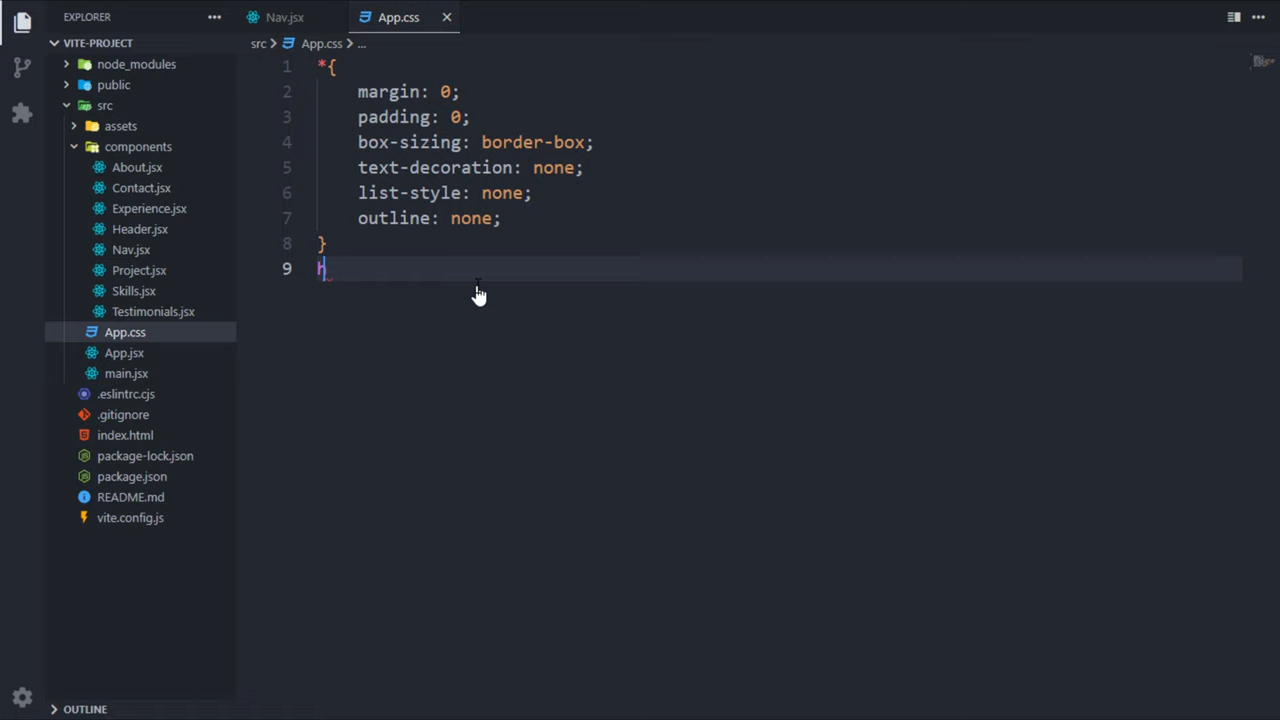 EXPLORER
VITE-PROJECT
node_modules
public
src
assets
components
About.jsx
Contact.jsx
Experience.jsx
Header.jsx
Nav.jsx
Project.jsx
Skills.jsx
Testimonials.jsx
App.css
App.jsx
main.jsx
.eslintrc.cjs
.gitignore
index.html
package-lock.json
package.json
README.md
vite.config.js
OUTLINE
Nav.jsx
App.css
src > App.css > ...
1 *{
2 margin: 0;
3 padding: 0;
4 box-sizing: border-box;
5 text-decoration: none;
6 list-style: none;
7 outline: none;
8 }
9 h